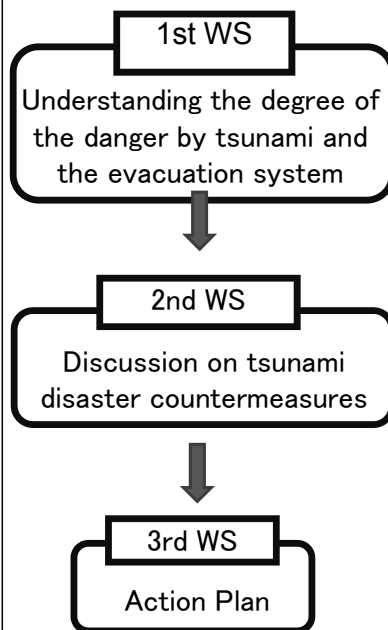 1st WS
Understanding the degree of
the danger by tsunami and
the evacuation system
2nd WS
Discussion on tsunami
disaster countermeasures
3rd WS
Action Plan